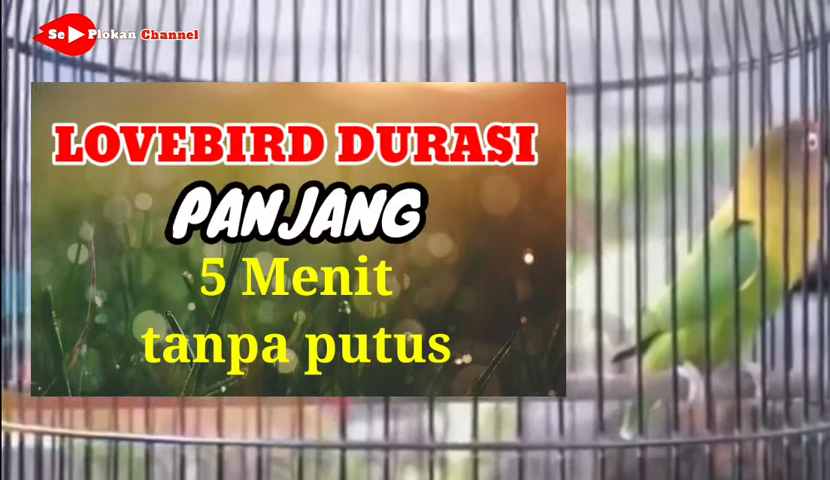 Se Plokan Channel
LOVEBIRD DURASI
PANJANG
5 Menit
tanpa putus